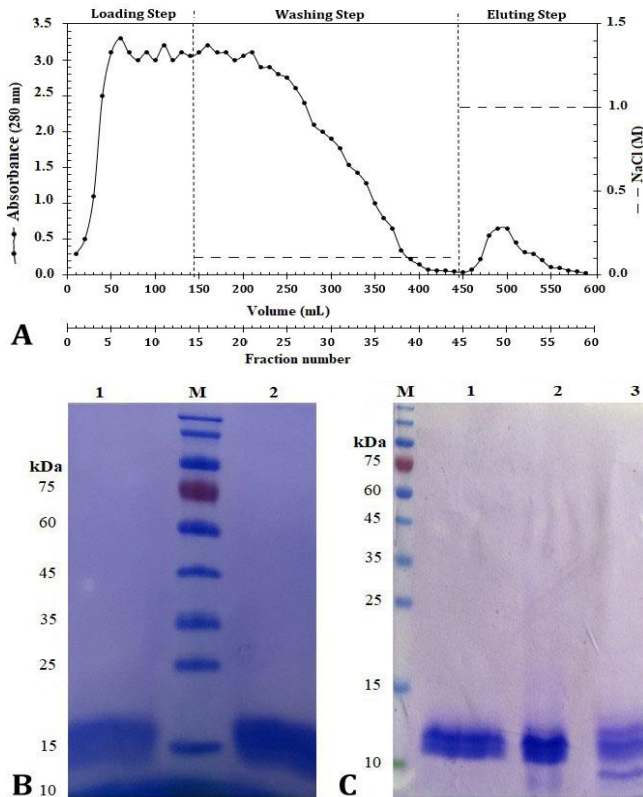 Loading Step Washing Step Eluting Step
3.5 1.5
3.0
2.5
2.0 1.0
1.5
1.0 0.5
0.5
0.0 0.0
Absorbance (280 nm)
NaCl (M)
0 50 100 150 200 250 300 350 400 450 500 550 600
Volume (mL)
A
0 5 10 15 20 25 30 35 40 45 50 55 60
Fraction number
1 M 2
kDa
75
60
45
35
25
15
10
B
M 1 2 3
kDa
75
60
45
35
25
15
10
C